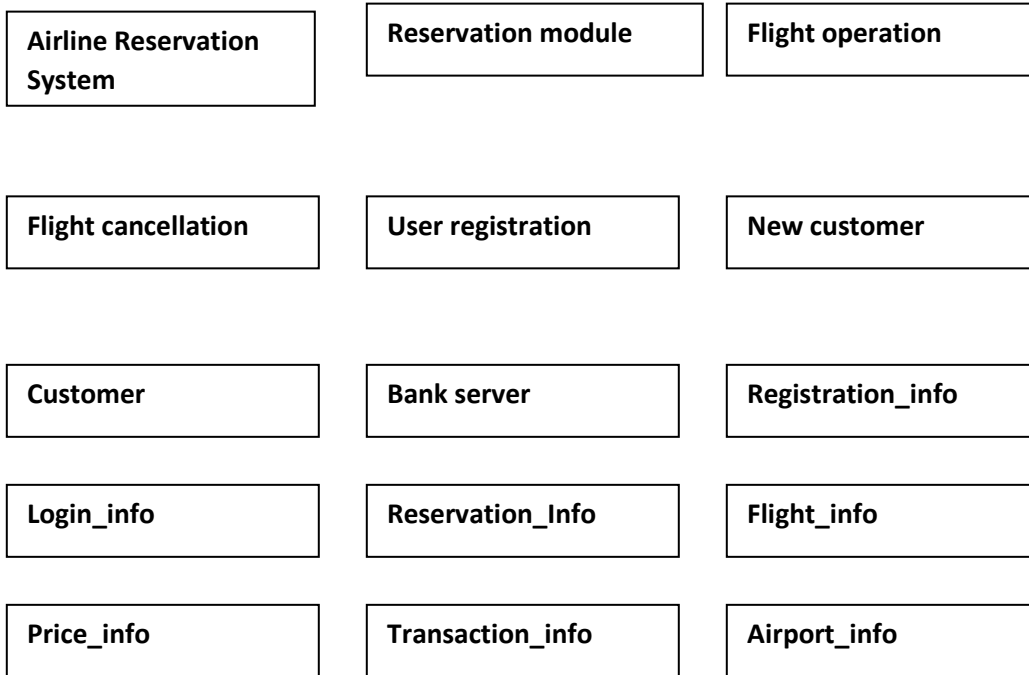 Airline Reservation
System
Reservation module
Flight operation
Flight cancellation
User registration
New customer
Customer
Bank server
Registration_info
Login_info
Reservation_Info
Flight_info
Price_info
Transaction_info
Airport_info